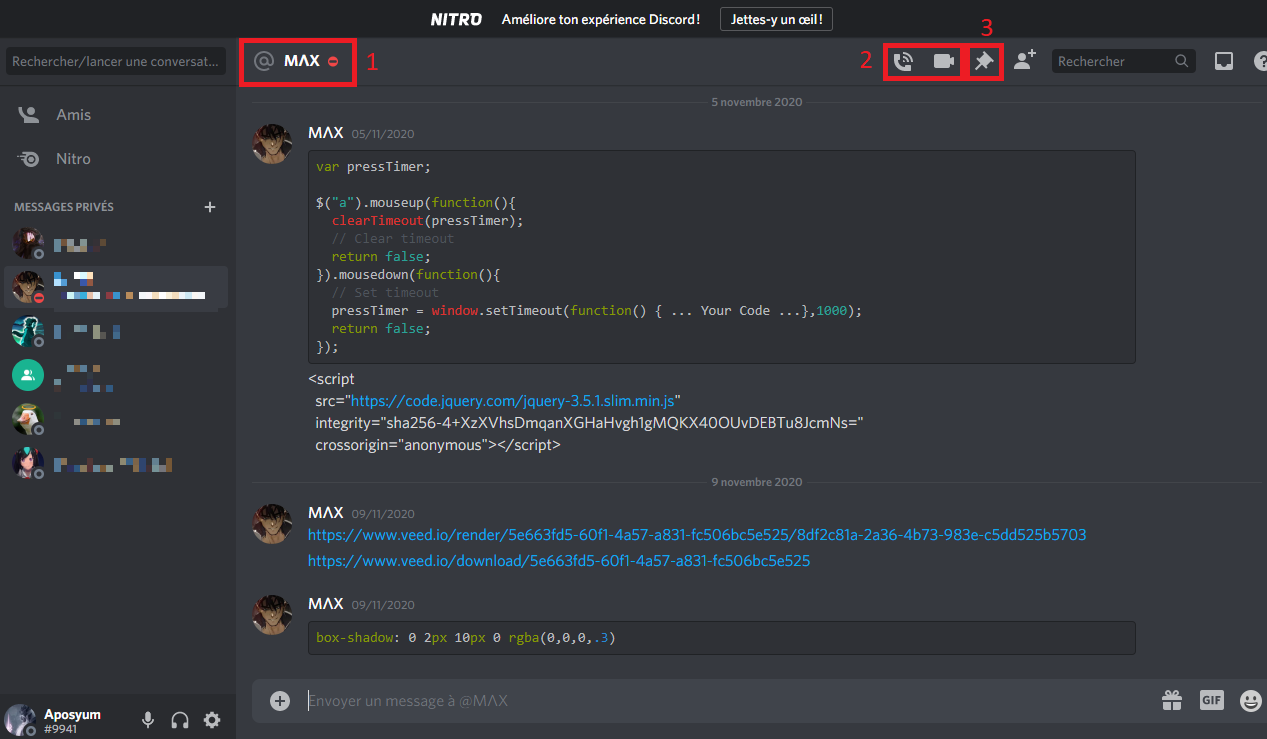 NITRO Améliore ton expérience Discord! Jettes-y un œil!
Rechercher/lancer une conversat...
@ MΛX 1
2
3
Rechercher
Amis
Nitro
MESSAGES PRIVÉS +
5 novembre 2020
MΛX 05/11/2020
var pressTimer;
$("a").mouseup(function(){
clearTimeout(pressTimer);
// Clear timeout
return false;
}).mousedown(function(){
// Set timeout
pressTimer = window.setTimeout(function() { ... Your Code ...},1000);
return false;
});
<script
src="https://code.jquery.com/jquery-3.5.1.slim.min.js"
integrity="sha256-4+XzXVhsDmqanXGHaHvgh1gMQKX40OUvDEBTu8JcmNs="
crossorigin="anonymous"></script>
9 novembre 2020
MΛX 09/11/2020
https://www.veed.io/render/5e663fd5-60f1-4a57-a831-fc506bc5e525/8df2c81a-2a36-4b73-983e-c5dd525b5703
https://www.veed.io/download/5e663fd5-60f1-4a57-a831-fc506bc5e525
MΛX 09/11/2020
box-shadow: 0 2px 10px 0 rgba(0,0,0,.3)
Envoyer un message à @MΛX
GIF
Aposyum
#9941